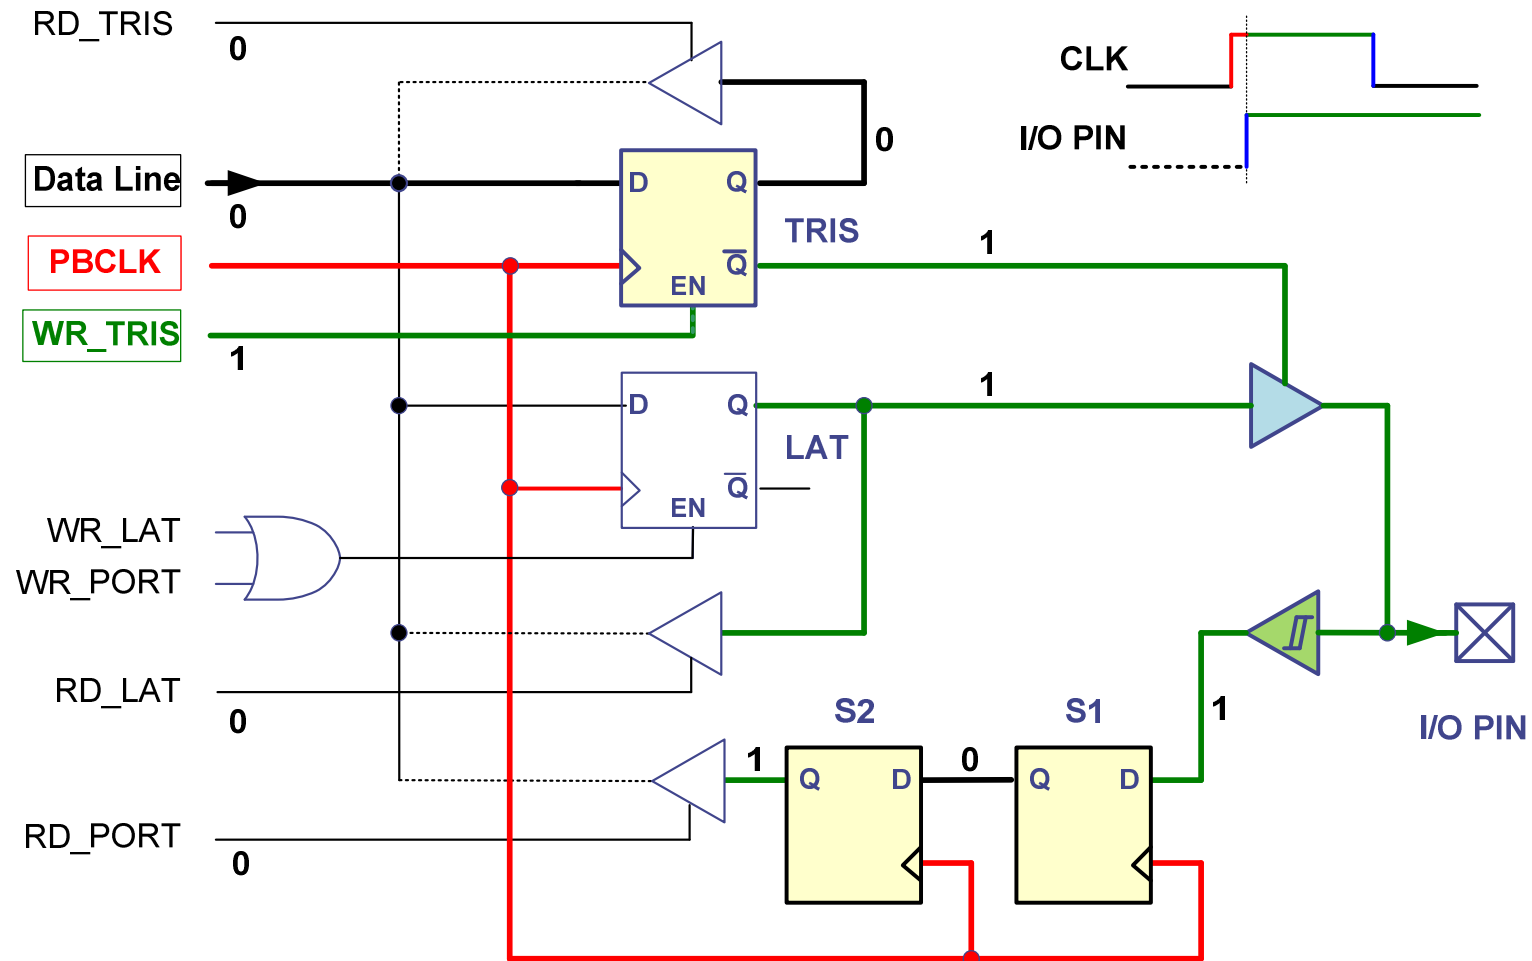 RD_TRIS
0
CLK
I/O PIN
0
Data Line
0
D Q
TRIS
PBCLK
Q
EN
1
WR_TRIS
1
D Q
1
LAT
Q
EN
WR_LAT
WR_PORT
RD_LAT
0
S2
S1
1
I/O PIN
1
0
Q D
Q D
RD_PORT
0